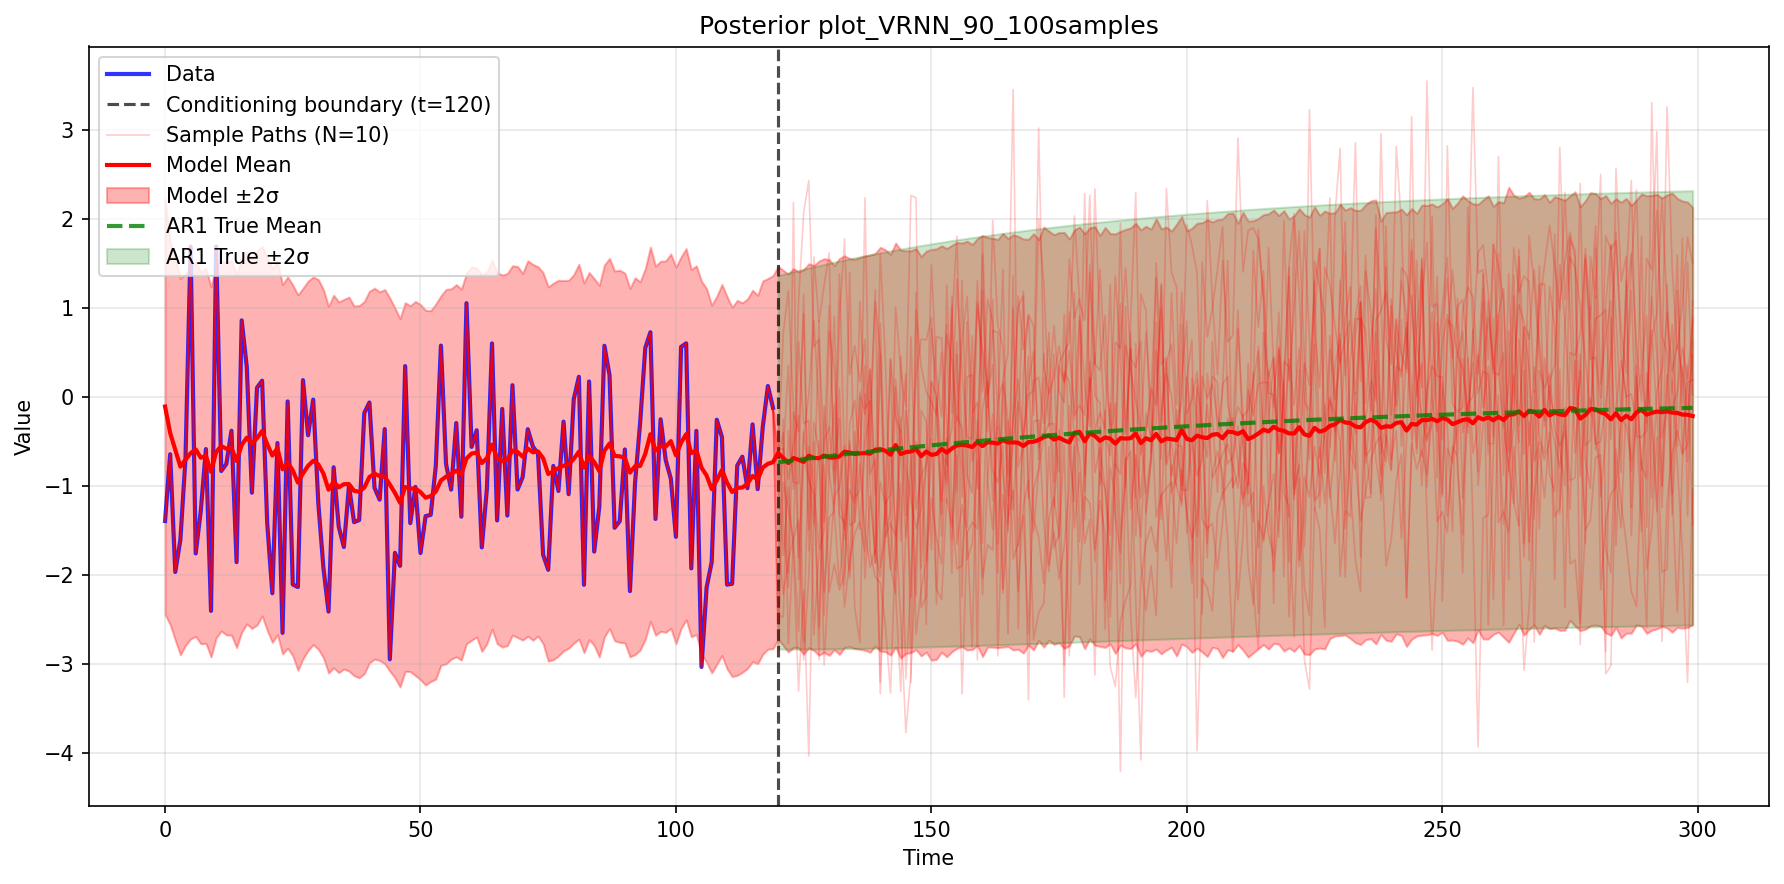 Posterior plot_VRNN_90_100samples
Data
Conditioning boundary (t=120)
Sample Paths (N=10)
Model Mean
Model ±2σ
AR1 True Mean
AR1 True ±2σ
Value
3
2
1
0
−1
−2
−3
−4
0
50
100
150
200
250
300
Time